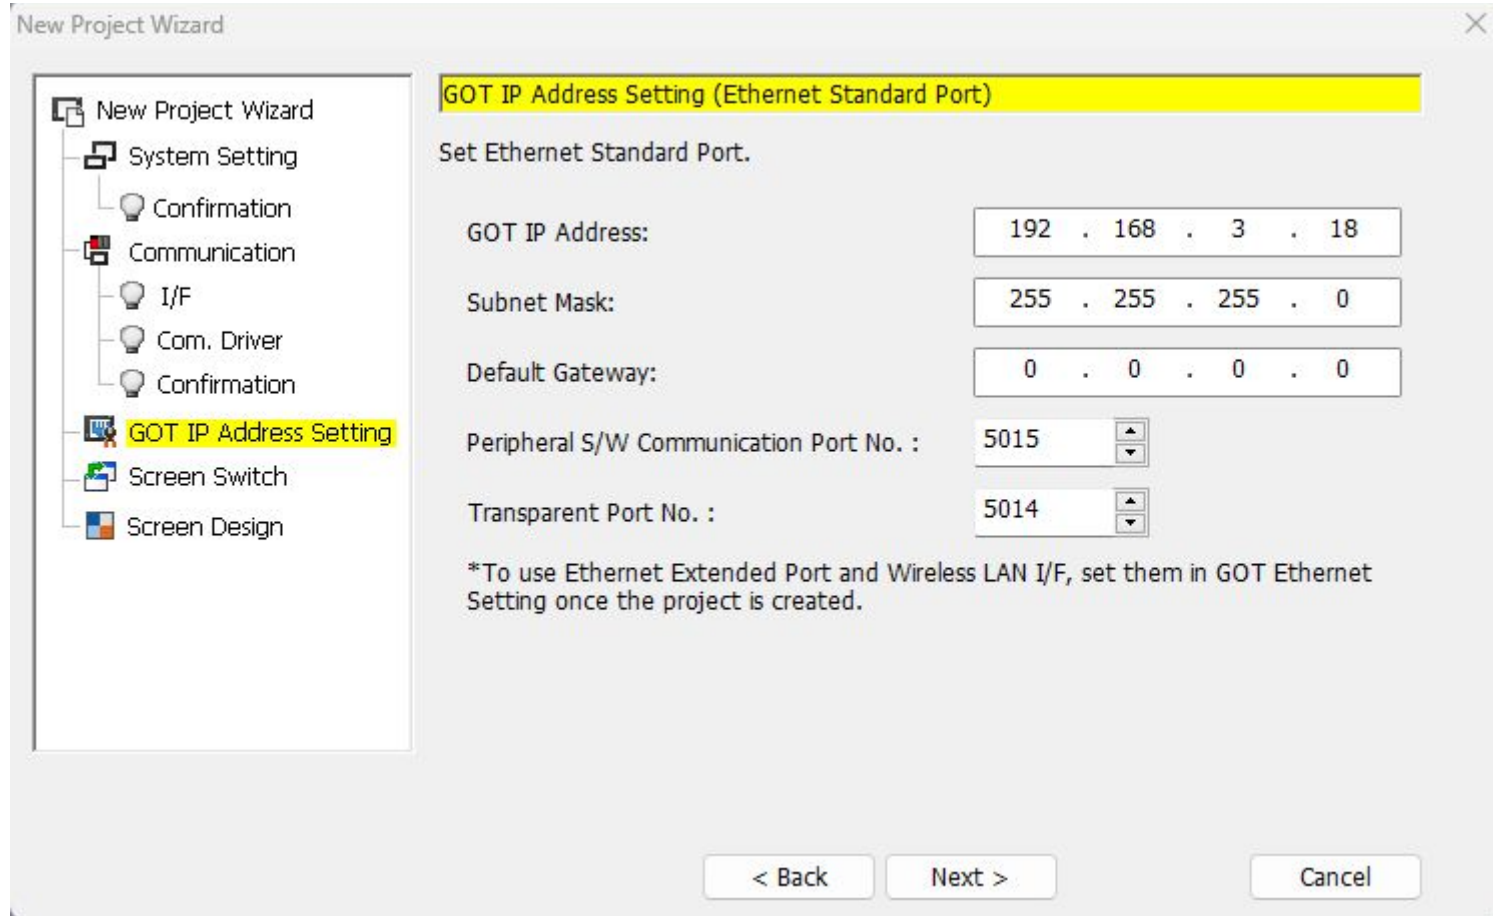 New Project Wizard
New Project Wizard
System Setting
Confirmation
Communication
I/F
Com. Driver
Confirmation
GOT IP Address Setting
Screen Switch
Screen Design
GOT IP Address Setting (Ethernet Standard Port)
Set Ethernet Standard Port.
GOT IP Address: 192 . 168 . 3 . 18
Subnet Mask: 255 . 255 . 255 . 0
Default Gateway: 0 . 0 . 0 . 0
Peripheral S/W Communication Port No. : 5015
Transparent Port No. : 5014
*To use Ethernet Extended Port and Wireless LAN I/F, set them in GOT Ethernet
Setting once the project is created.
< Back Next > Cancel